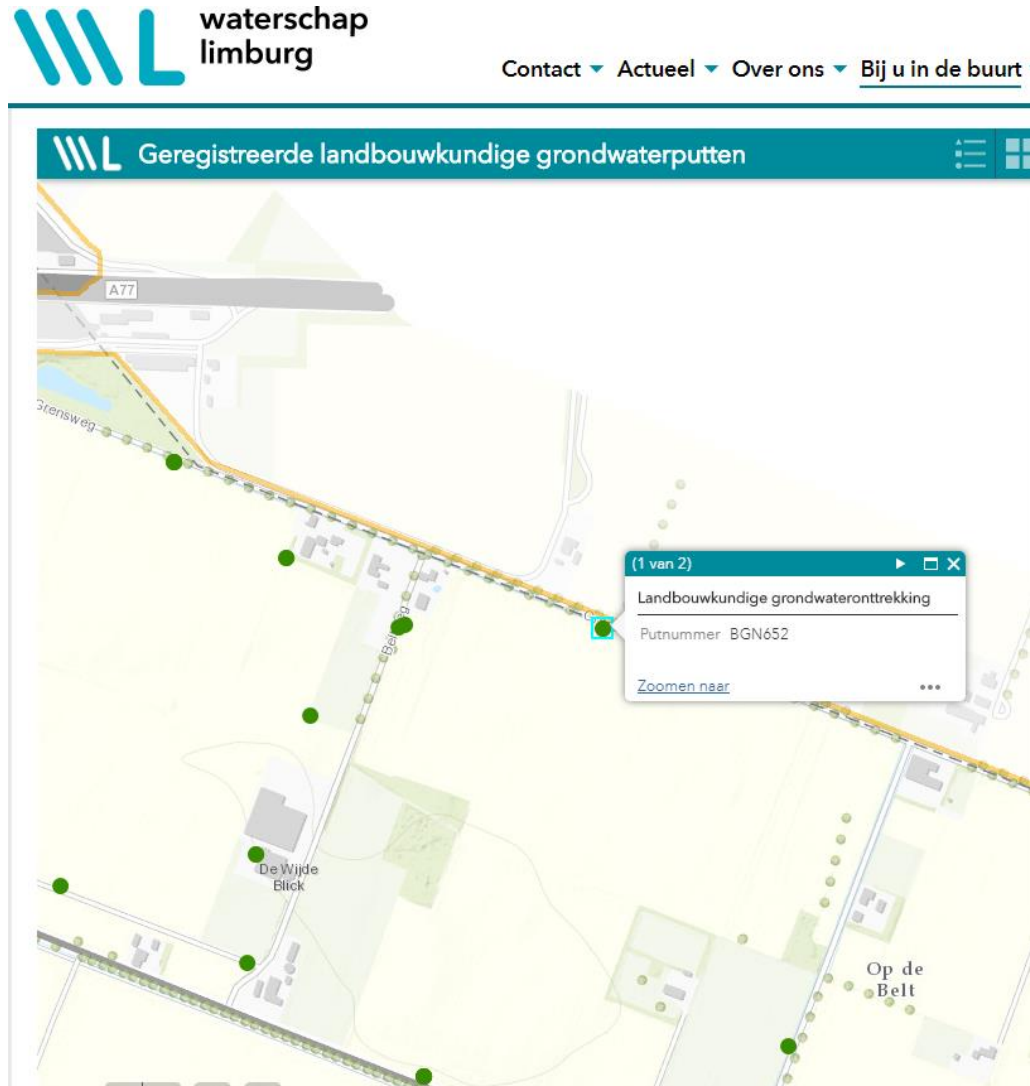 waterschap
limburg
Contact Actueel Over ons Bij u in de buurt
WL Geregistreerde landbouwkundige grondwaterputten
A77
Grensweg
(1 van 2)
Landbouwkundige grondwateronttrekking
Putnummer BGN652
Zoomen naar
De Wijde
Blick
Op de
Belt